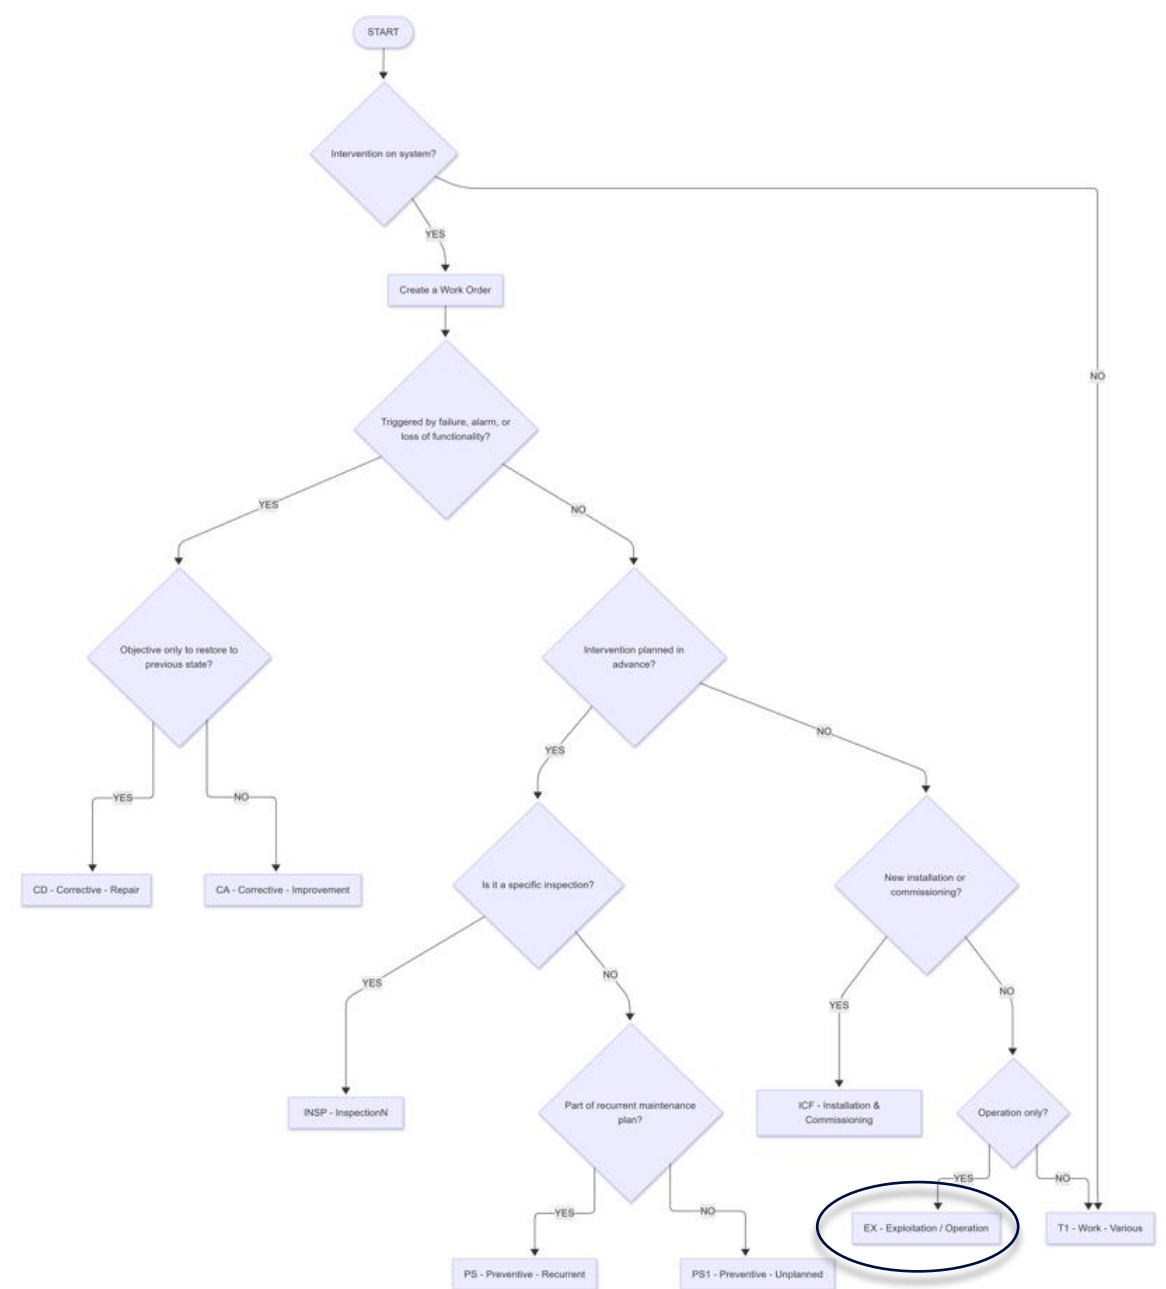 START
Intervention on system?
YES
Create a Work Order
NO
Triggered by failure, alarm, or
loss of functionality?
YES
NO
Objective only to restore to
previous state?
Intervention planned in
advance?
YES
NO
YES
NO
CD - Corrective - Repair
CA - Corrective - Improvement
Is it a specific inspection?
New installation or
commissioning?
YES
NO
YES
NO
INSP - InspectionN
Part of recurrent maintenance
plan?
ICF - Installation &
Commissioning
Operation only?
YES
NO
YES
NO
EX - Exploitation / Operation
T1 - Work - Various
PS - Preventive - Recurrent
PS1 - Preventive - Unplanned